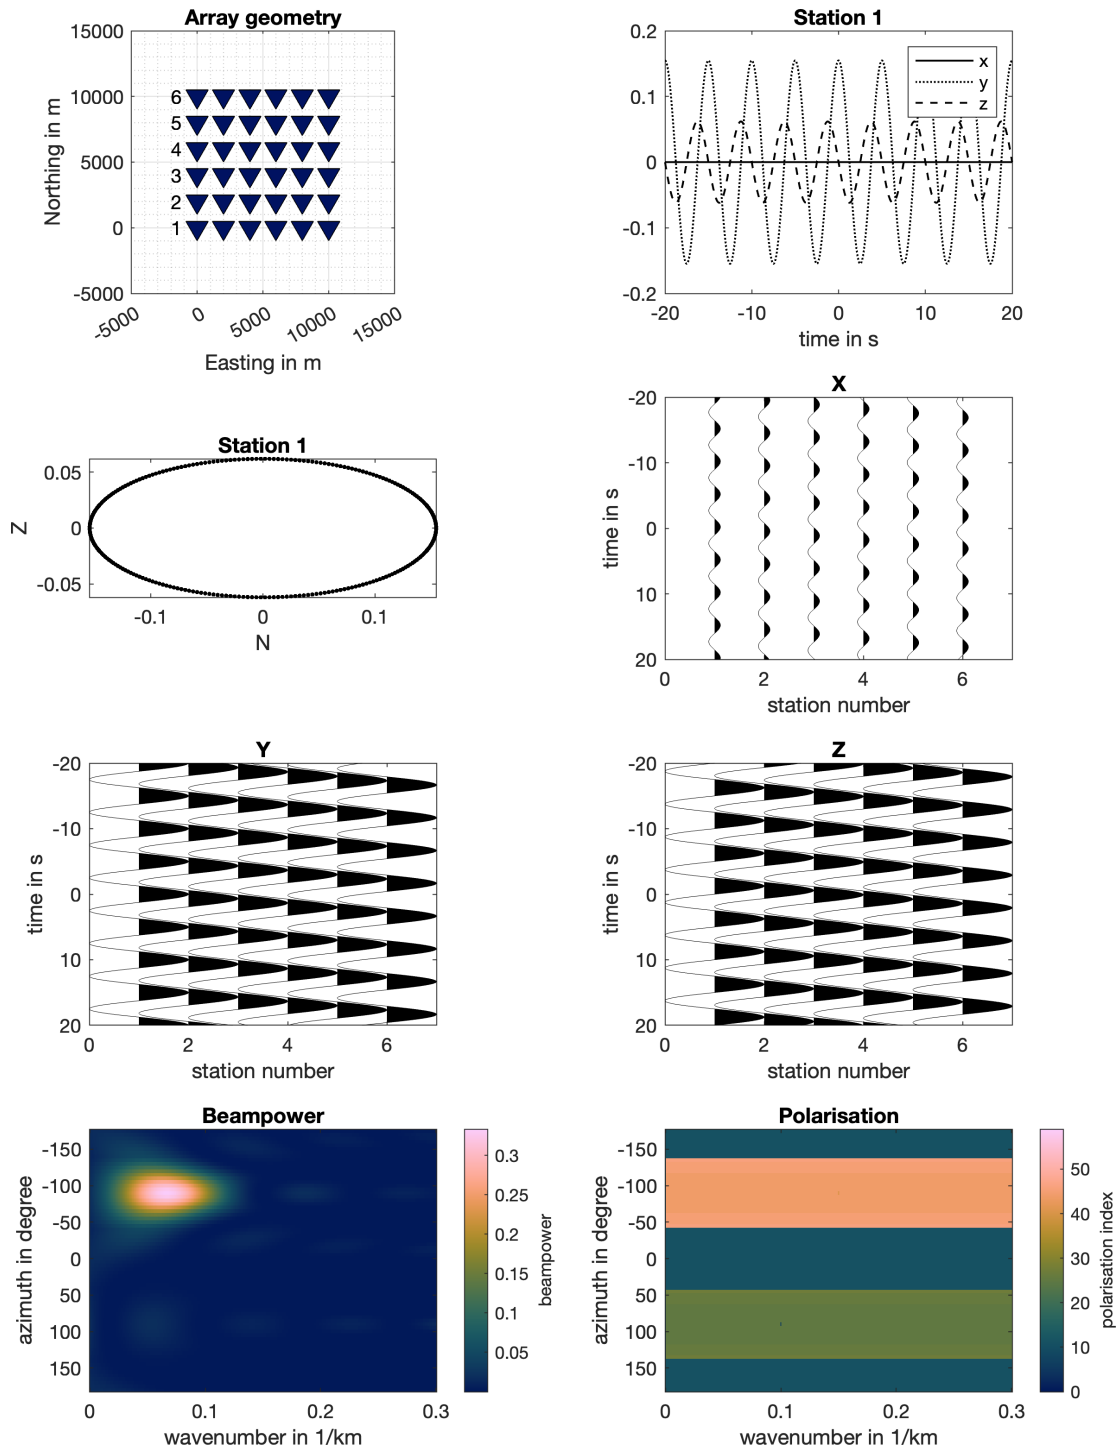 Array geometry
15000
10000
5000
0
-5000
Northing in m
6
5
4
3
2
1
-5000 0 5000 10000 15000
Easting in m
Station 1
0.2
0.1
0
-0.1
-0.2
x
y
z
-20 -10 0 10 20
time in s
Station 1
0.05
0
-0.05
Z
-0.1 0 0.1
N
X
-20
-10
0
10
20
time in s
0 2 4 6
station number
Y
-20
-10
0
10
20
time in s
0 2 4 6
station number
Z
-20
-10
0
10
20
time in s
0 2 4 6
station number
Beampower
-150
-100
-50
0
50
100
150
azimuth in degree
0 0.1 0.2 0.3
wavenumber in 1/km
0.3
0.25
0.2
0.15
0.1
0.05
beampower
Polarisation
-150
-100
-50
0
50
100
150
azimuth in degree
0 0.1 0.2 0.3
wavenumber in 1/km
50
40
30
20
10
0
polarisation index